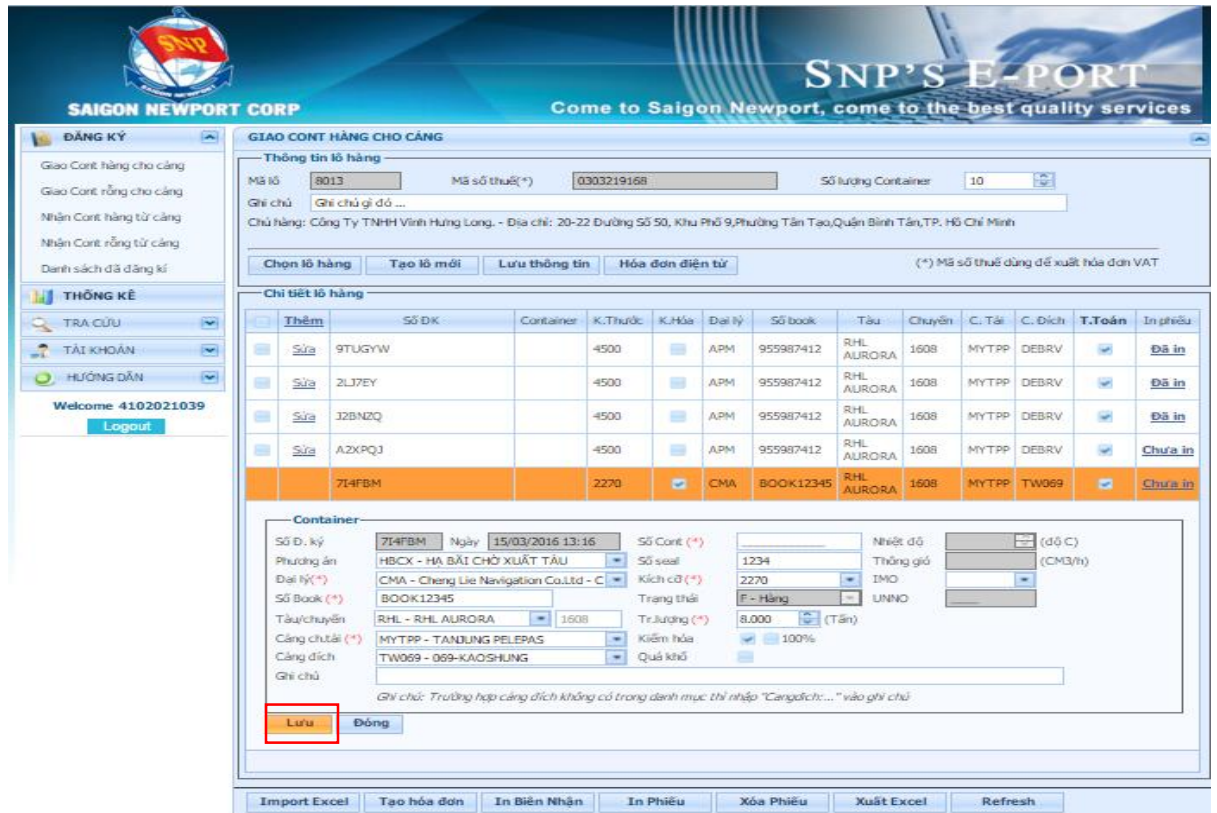 SNP
SAIGON NEWPORT CORP
SNP'S E-PORT
Come to Saigon Newport, come to the best quality services
ĐĂNG KÝ
Giao Cont hàng cho cảng
Giao Cont rỗng cho cảng
Nhận Cont hàng từ cảng
Nhận Cont rỗng từ cảng
Danh sách đã đăng kí
THỐNG KÊ
TRA CỨU
TÀI KHOẢN
HƯỚNG DẪN
Welcome 4102021039
Logout
GIAO CONT HÀNG CHO CẢNG
Thông tin lô hàng
Mã lô 8013 Mã số thuế(*) 0303219168 Số lượng Container 10
Ghi chú Ghi chú gì đó ...
Chủ hàng: Công Ty TNHH Vinh Hưng Long. - Địa chỉ: 20-22 Đường Số 50, Khu Phố 9,Phường Tân Tạo,Quận Bình Tân,TP. Hồ Chí Minh
Chọn lô hàng Tạo lô mới Lưu thông tin Hóa đơn điện tử (*) Mã số thuế dùng để xuất hóa đơn VAT
Chi tiết lô hàng
Thêm Số ĐK Container K.Thước K.Hóa Đại lý Số book Tàu Chuyến C. Tải C. Đích T.Toán In phiếu
Sửa 9TUGYW 4500 APM 955987412 RHL AURORA 1608 MYTPP DEBRV Đã in
Sửa 2LJ7EY 4500 APM 955987412 RHL AURORA 1608 MYTPP DEBRV Đã in
Sửa J2BNZQ 4500 APM 955987412 RHL AURORA 1608 MYTPP DEBRV Đã in
Sửa A2XPQJ 4500 APM 955987412 RHL AURORA 1608 MYTPP DEBRV Chưa in
7I4FBM 2270 CMA BOOK12345 RHL AURORA 1608 MYTPP TW069 Chưa in
Container
Số Đ. ký 7I4FBM Ngày 15/03/2016 13:16 Số Cont (*) Nhiệt độ (độ C)
Phương án HBCX - HẠ BÃI CHỜ XUẤT TÀU Số seal 1234 Thông gió (CM3/h)
Đại lý(*) CMA - Cheng Lie Navigation Co.Ltd - C Kích cỡ (*) 2270 IMO
Số Book (*) BOOK12345 Trạng thái F - Hàng UNNO
Tàu/chuyến RHL - RHL AURORA 1608 Tr.lượng (*) 8.000 (Tấn)
Cảng ch.tải (*) MYTPP - TANJUNG PELEPAS Kiểm hóa 100%
Cảng đích TW069 - 069-KAOSHUNG Quá khổ
Ghi chú
Ghi chú: Trường hợp cảng đích không có trong danh mục thì nhập "Cangdich:..." vào ghi chú
Lưu Đóng
Import Excel Tạo hóa đơn In Biên Nhận In Phiếu Xóa Phiếu Xuất Excel Refresh